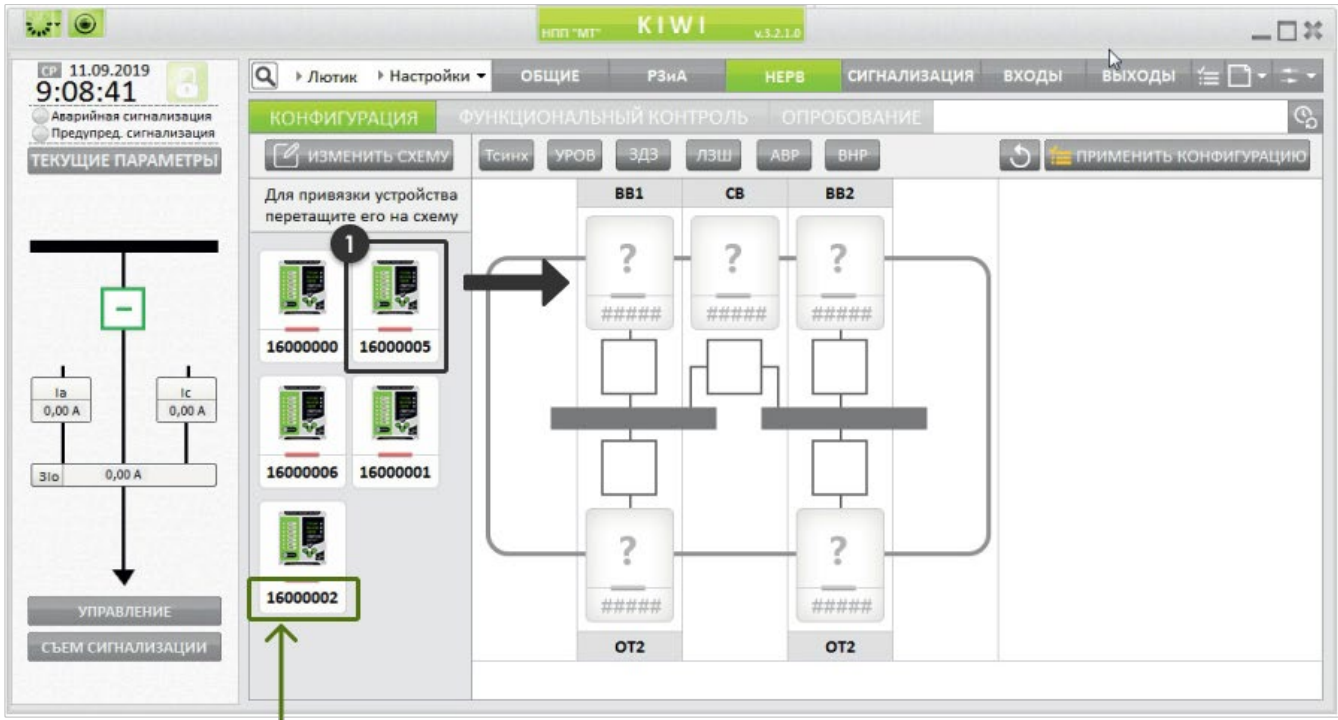 НПП "МТ" KIWI v.3.2.1.0
СР 11.09.2019
9:08:41
Аварийная сигнализация
Предупред. сигнализация
ТЕКУЩИЕ ПАРАМЕТРЫ
Ia
0,00 A
Ic
0,00 A
3Io 0,00 A
УПРАВЛЕНИЕ
СЪЕМ СИГНАЛИЗАЦИИ
Лютик Настройки ОБЩИЕ РЗиА НЕРВ СИГНАЛИЗАЦИЯ ВХОДЫ ВЫХОДЫ
КОНФИГУРАЦИЯ ФУНКЦИОНАЛЬНЫЙ КОНТРОЛЬ ОПРОБОВАНИЕ
ИЗМЕНИТЬ СХЕМУ Тсинх УРОВ ЗДЗ ЛЗШ АВР ВНР ПРИМЕНИТЬ КОНФИГУРАЦИЮ
Для привязки устройства
перетащите его на схему
1
16000000 16000005
16000006 16000001
16000002
ВВ1 СВ ВВ2
? ? ?
##### ##### #####
? ?
##### #####
ОТ2 ОТ2